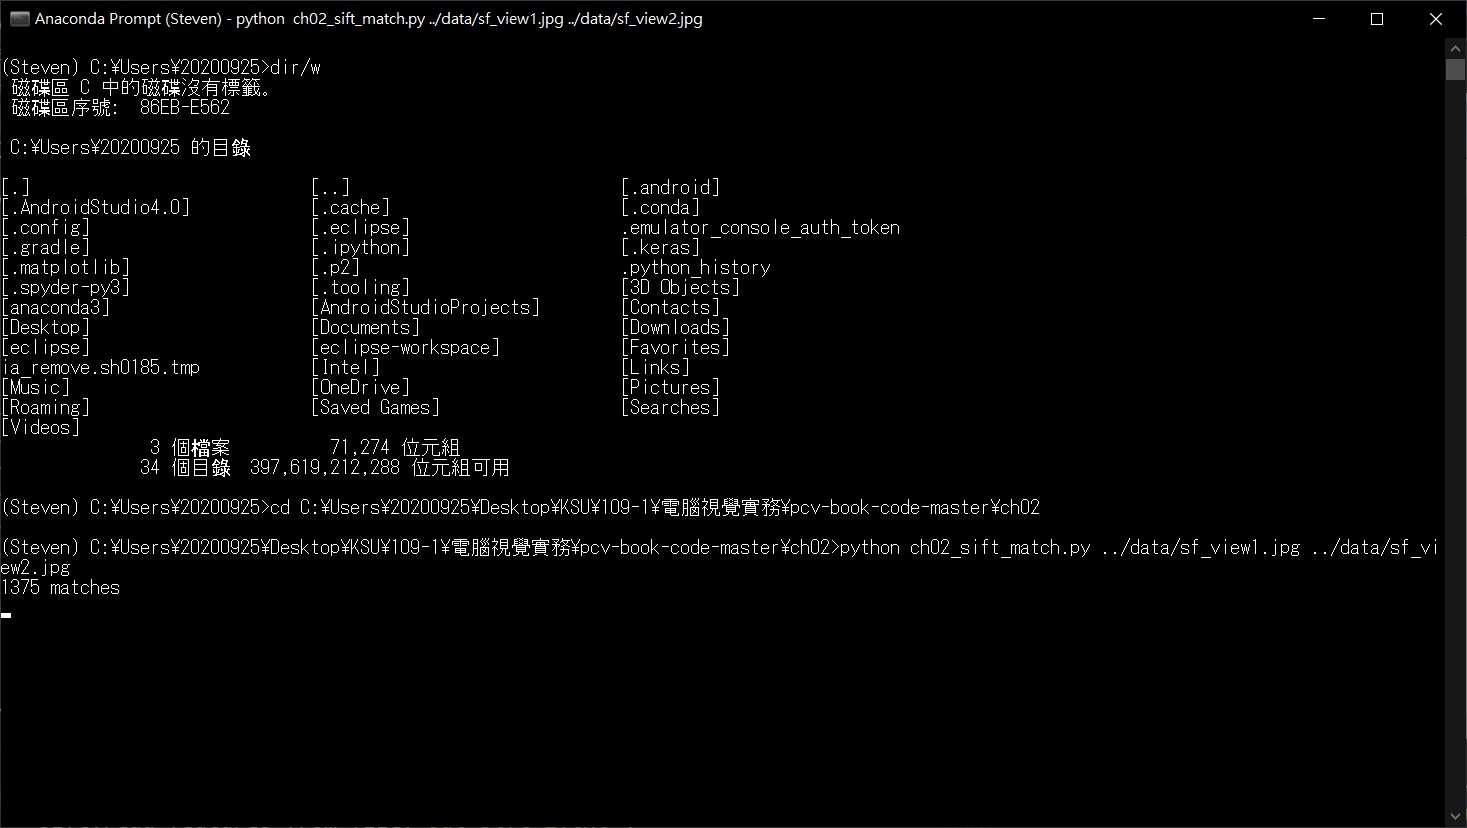 Anaconda Prompt (Steven) - python  ch02_sift_match.py ../data/sf_view1.jpg ../data/sf_view2.jpg
(Steven) C:¥Users¥20200925>dir/w
磁碟區 C 中的磁碟沒有標籤。
磁碟區序號:  86EB-E562
C:¥Users¥20200925 的目錄
[.] [..] [.android]
[.AndroidStudio4.0] [.cache] [.conda]
[.config] [.eclipse] .emulator_console_auth_token
[.gradle] [.ipython] [.keras]
[.matplotlib] [.p2] .python_history
[.spyder-py3] [.tooling] [3D Objects]
[anaconda3] [AndroidStudioProjects] [Contacts]
[Desktop] [Documents] [Downloads]
[eclipse] [eclipse-workspace] [Favorites]
ia_remove.sh0185.tmp [Intel] [Links]
[Music] [OneDrive] [Pictures]
[Roaming] [Saved Games] [Searches]
[Videos]
3 個檔案 71,274 位元組
34 個目錄 397,619,212,288 位元組可用
(Steven) C:¥Users¥20200925>cd C:¥Users¥20200925¥Desktop¥KSU¥109-1¥電腦視覺實務¥pcv-book-code-master¥ch02
(Steven) C:¥Users¥20200925¥Desktop¥KSU¥109-1¥電腦視覺實務¥pcv-book-code-master¥ch02>python ch02_sift_match.py ../data/sf_view1.jpg ../data/sf_vi
ew2.jpg
1375 matches